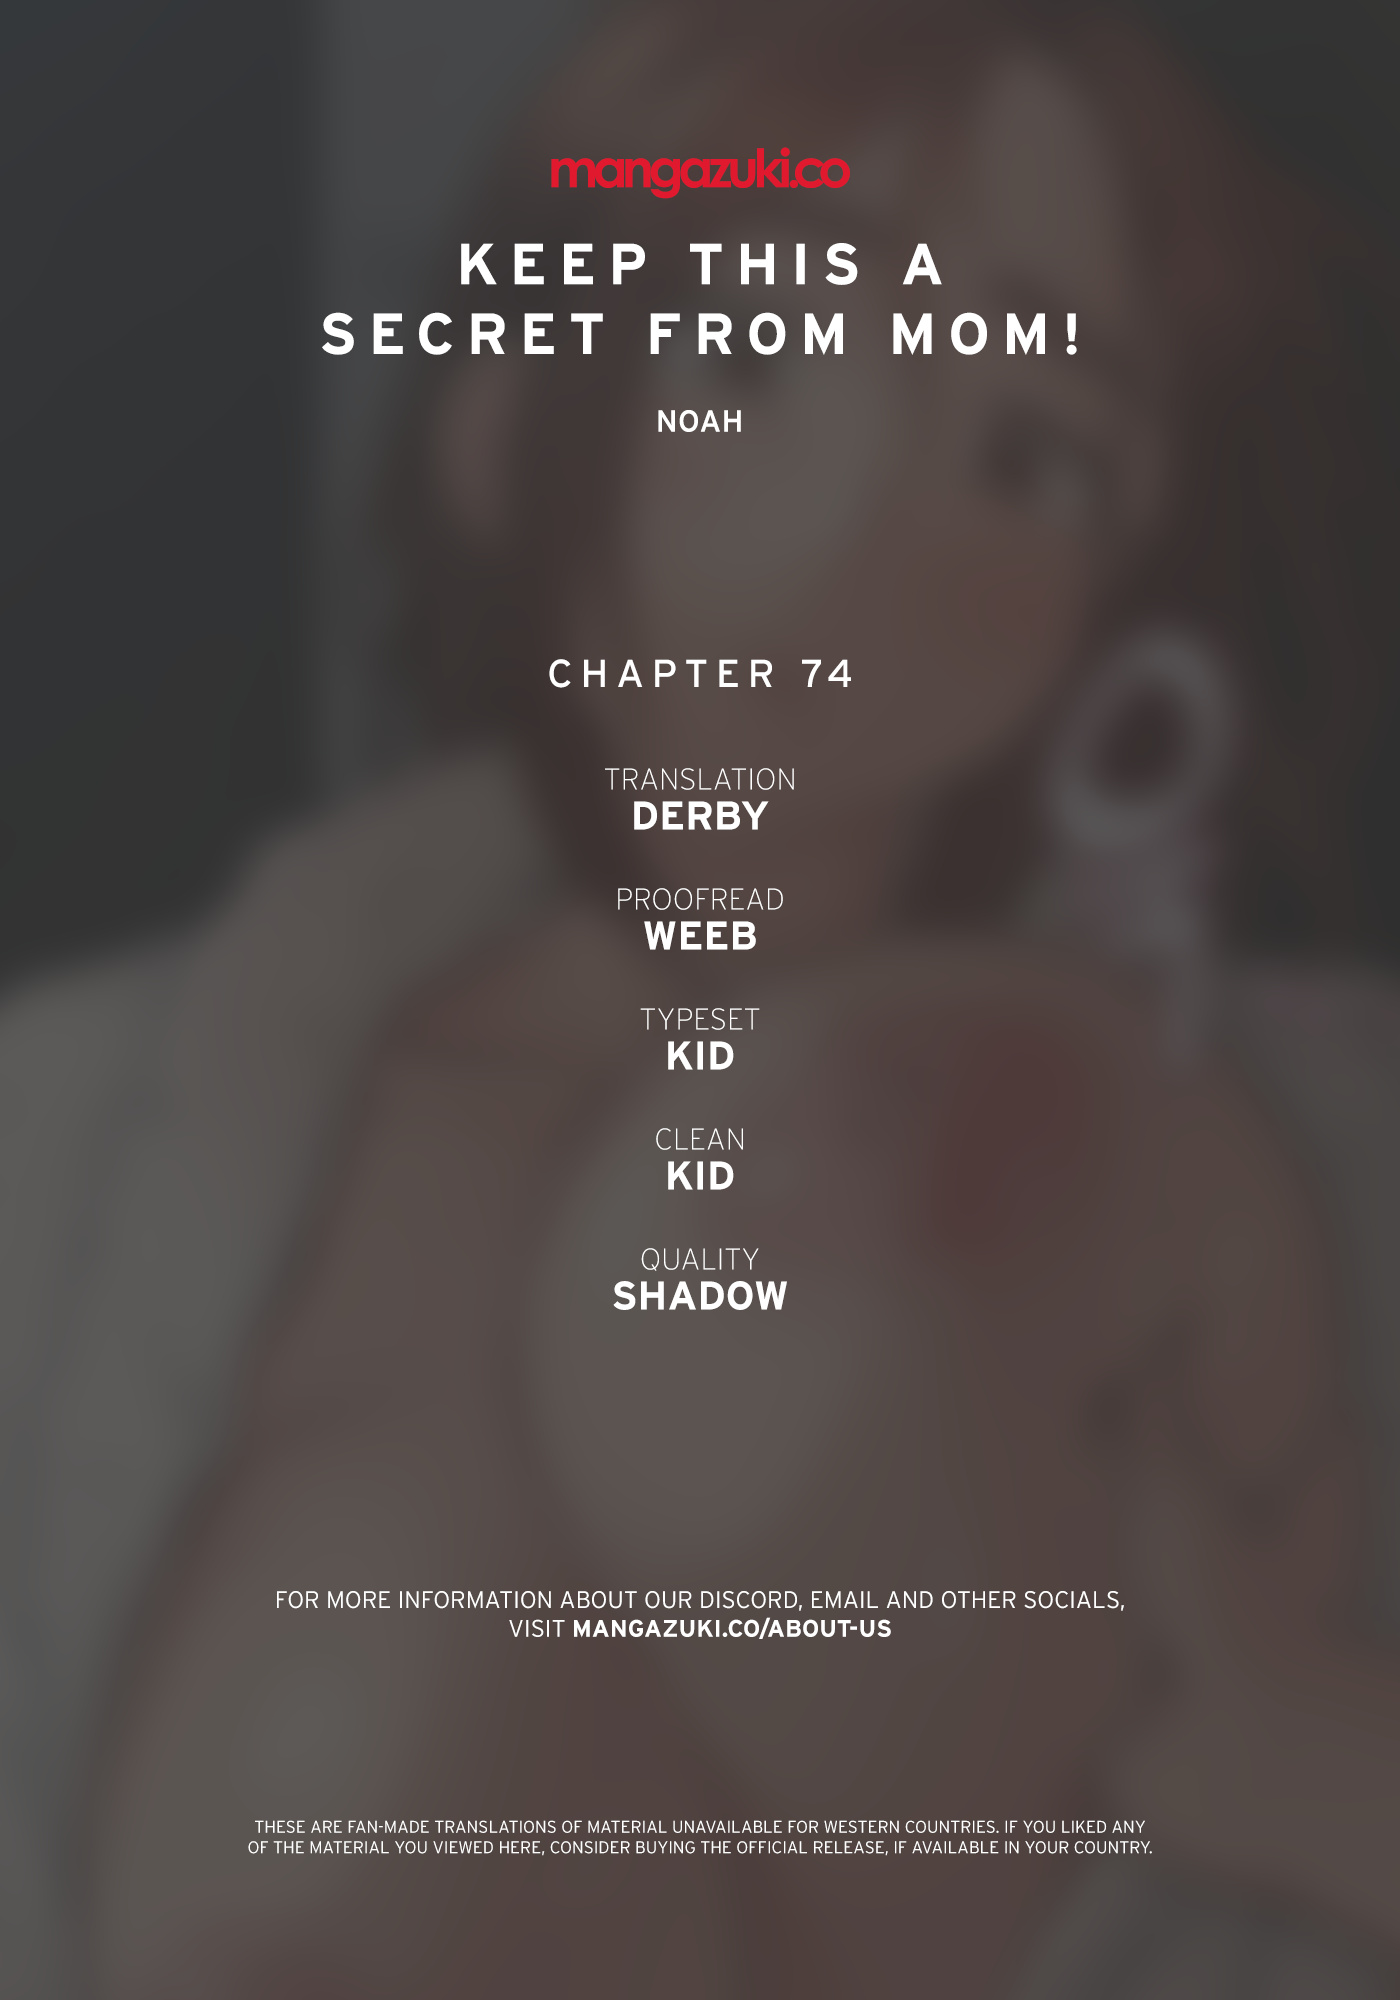 mangazuki.co
KEEP THIS A
SECRET FROM MOM!
NOAH
CHAPTER 74
TRANSLATION
DERBY
PROOFREAD
WEEB
TYPESET
KID
CLEAN
KID
QUALITY
SHADOW
FOR MORE INFORMATION ABOUT OUR DISCORD, EMAIL AND OTHER SOCIALS,
VISIT MANGAZUKI.CO/ABOUT-US
THESE ARE FAN-MADE TRANSLATIONS OF MATERIAL UNAVAILABLE FOR WESTERN COUNTRIES. IF YOU LIKED ANY
OF THE MATERIAL YOU VIEWED HERE, CONSIDER BUYING THE OFFICIAL RELEASE, IF AVAILABLE IN YOUR COUNTRY.